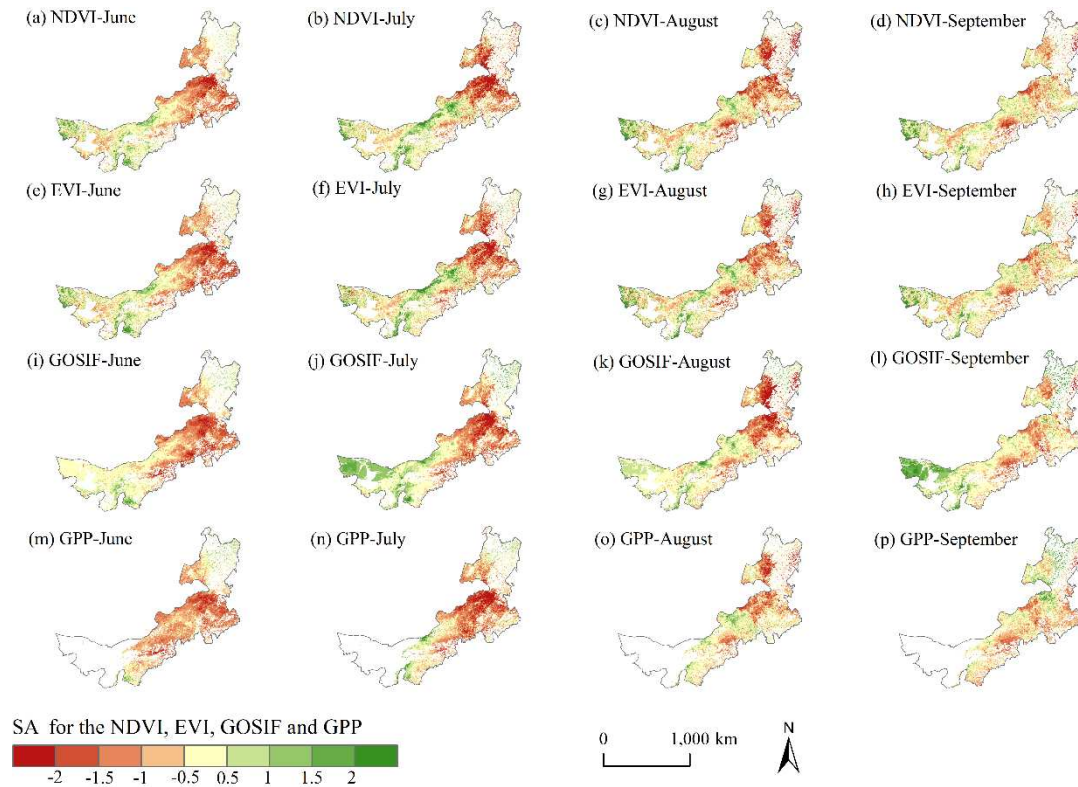 (a) NDVI-June
(b) NDVI-July
(c) NDVI-August
(d) NDVI-September
(e) EVI-June
(f) EVI-July
(g) EVI-August
(h) EVI-September
(i) GOSIF-June
(j) GOSIF-July
(k) GOSIF-August
(l) GOSIF-September
(m) GPP-June
(n) GPP-July
(o) GPP-August
(p) GPP-September
SA for the NDVI, EVI, GOSIF and GPP
-2 -1.5 -1 -0.5 0.5 1 1.5 2
0 1,000 km
N